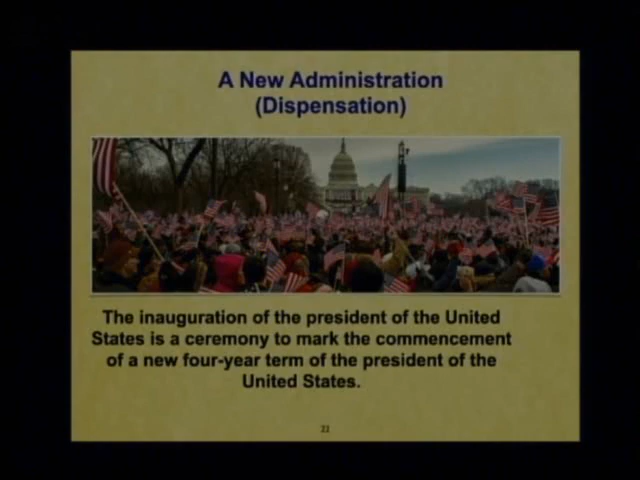 A New Administration
(Dispensation)
The inauguration of the president of the United
States is a ceremony to mark the commencement
of a new four-year term of the president of the
United States.
22